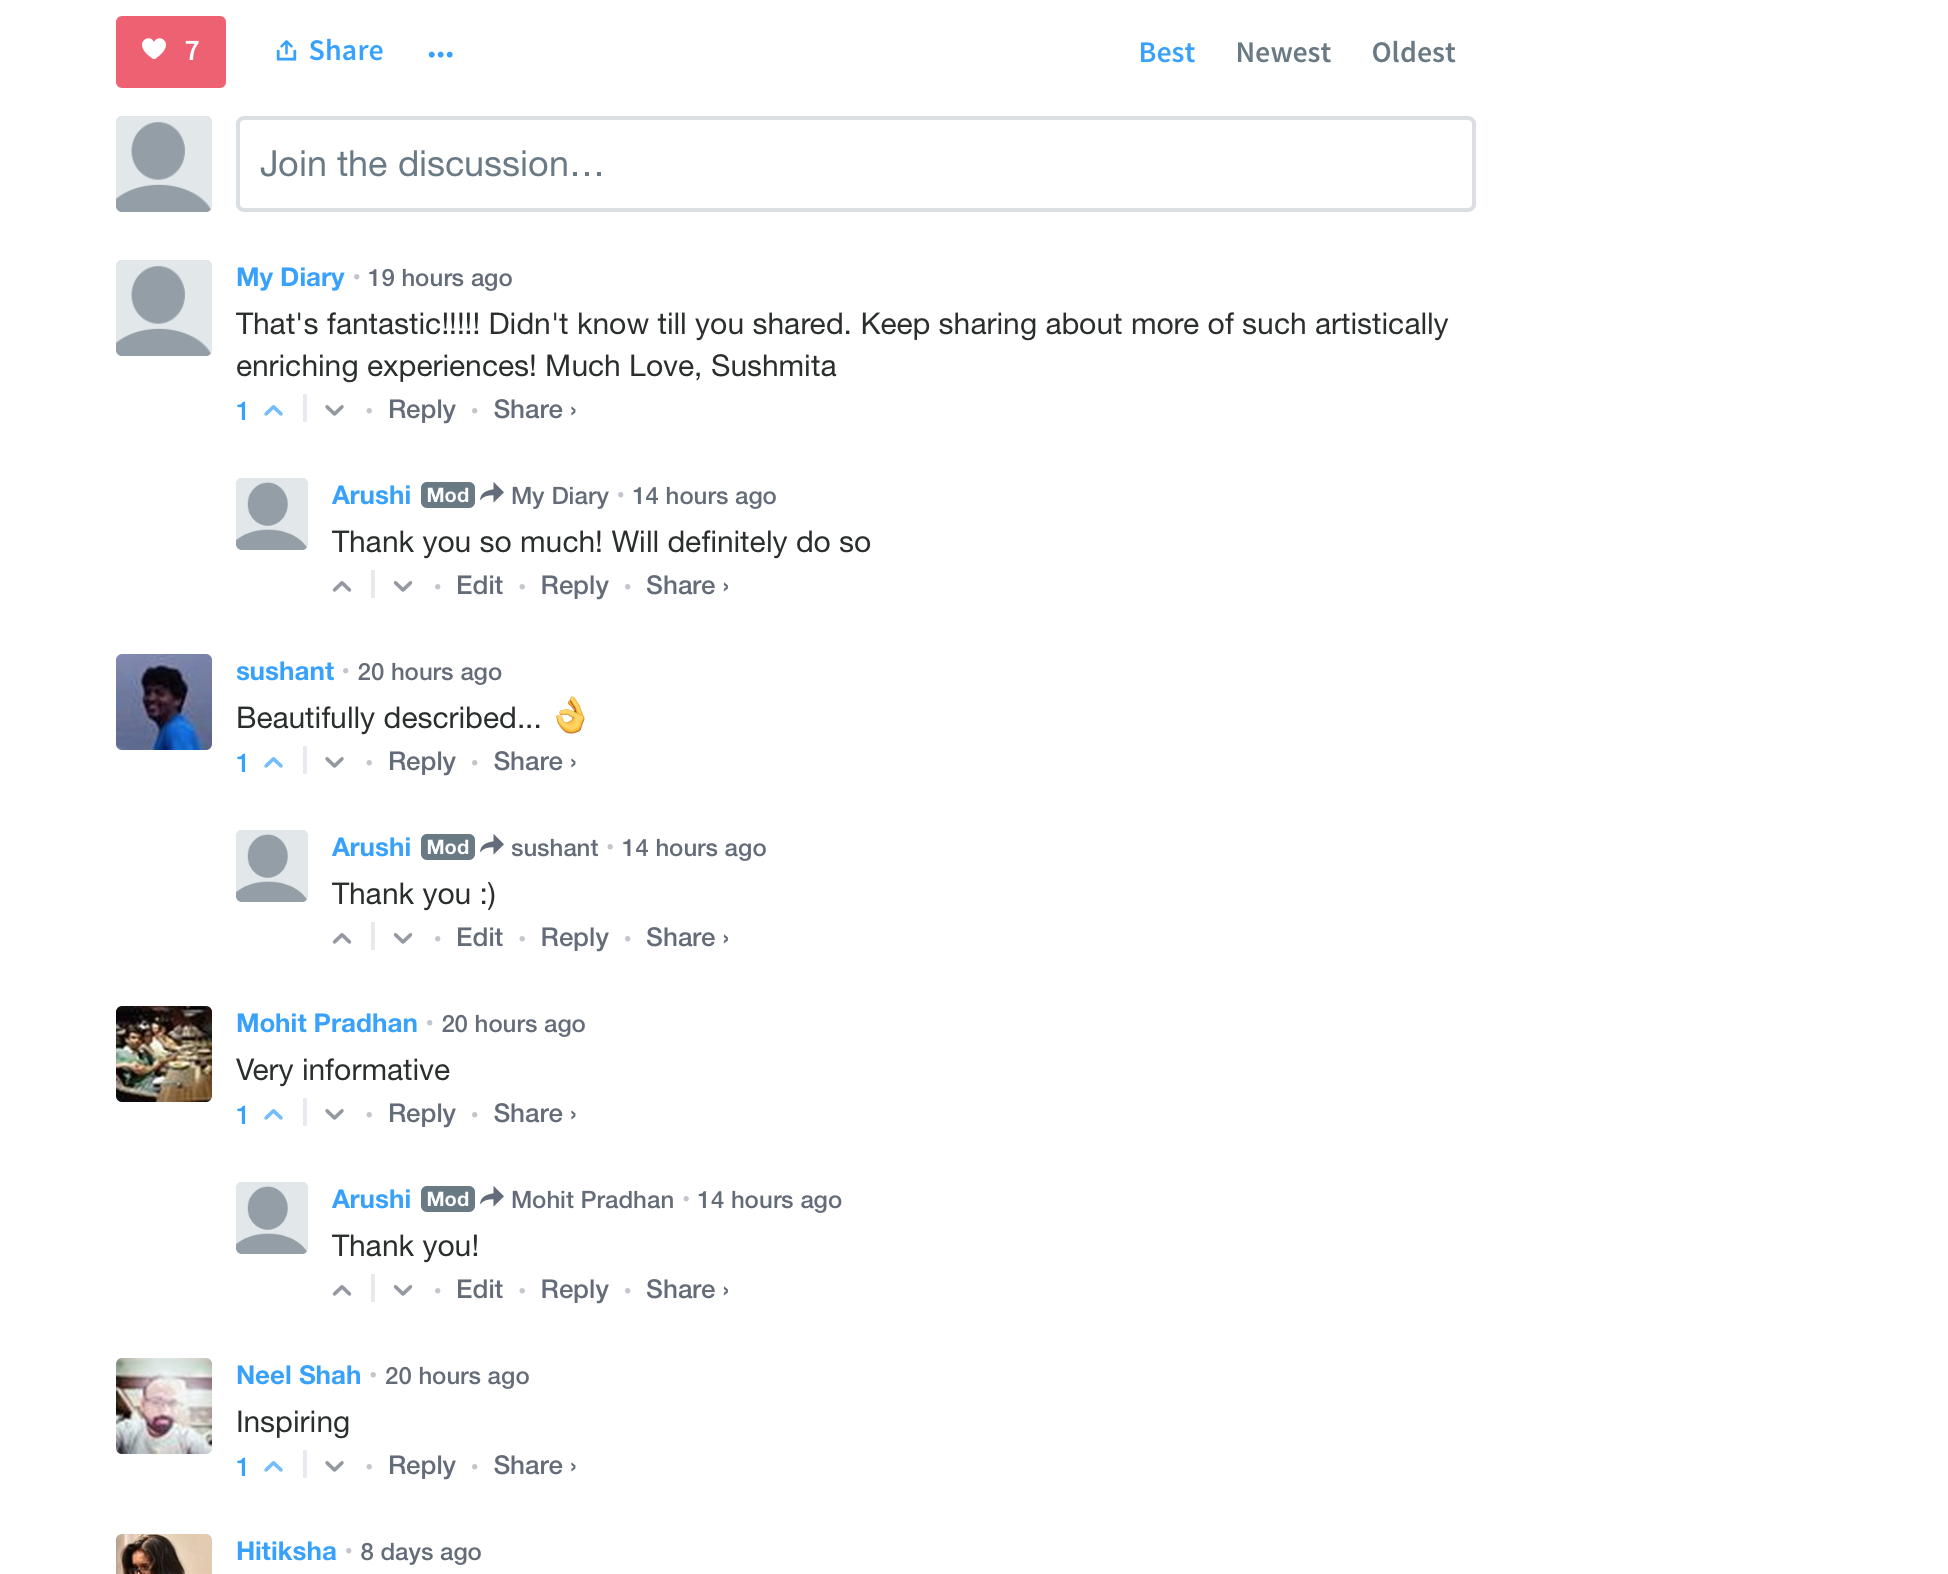 7 Share ... Best Newest Oldest
Join the discussion…
My Diary • 19 hours ago
That's fantastic!!!!! Didn't know till you shared. Keep sharing about more of such artistically
enriching experiences! Much Love, Sushmita
1 • Reply • Share ›
Arushi Mod My Diary • 14 hours ago
Thank you so much! Will definitely do so
• Edit • Reply • Share ›
sushant • 20 hours ago
Beautifully described... 👌
1 • Reply • Share ›
Arushi Mod sushant • 14 hours ago
Thank you :)
• Edit • Reply • Share ›
Mohit Pradhan • 20 hours ago
Very informative
1 • Reply • Share ›
Arushi Mod Mohit Pradhan • 14 hours ago
Thank you!
• Edit • Reply • Share ›
Neel Shah • 20 hours ago
Inspiring
1 • Reply • Share ›
Hitiksha • 8 days ago